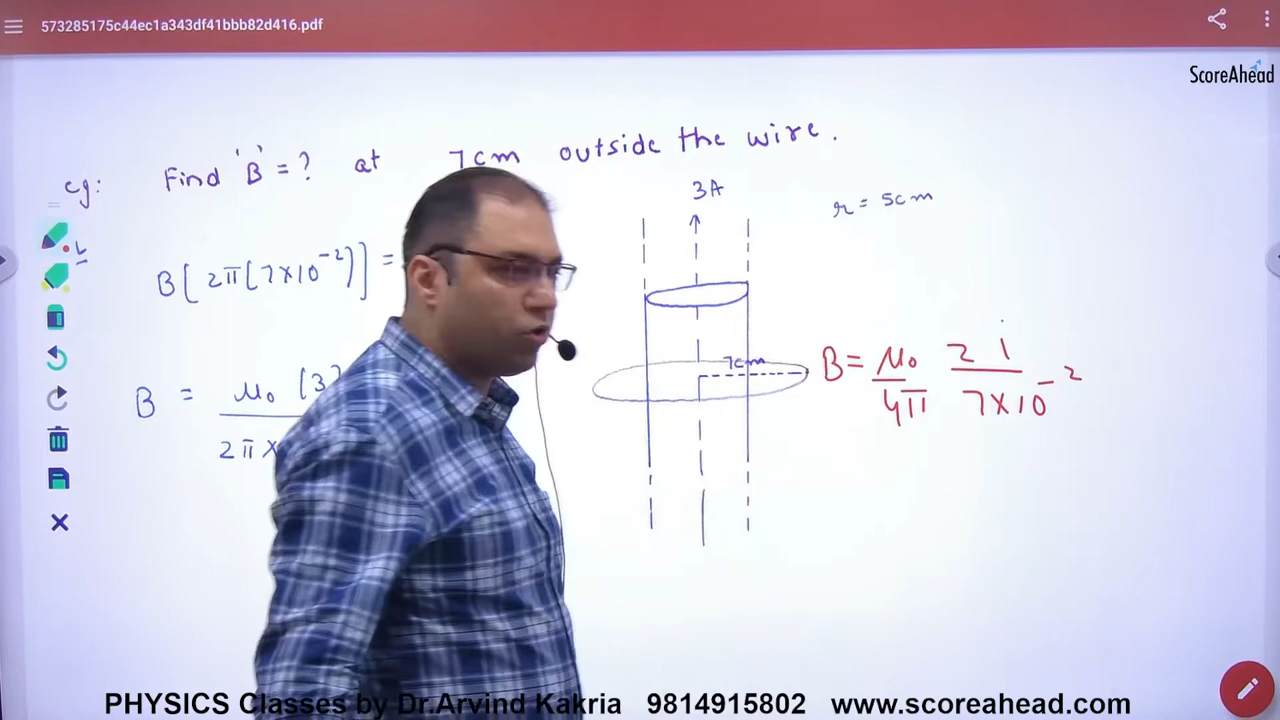 573285175c44ec1a343df41bbb82d416.pdf
ScoreAhead
eg: Find 'B' = ? at 7cm outside the wire.
3A
r = 5cm
B[2π(7×10⁻²)] =
7cm
B = μ₀/4π 2i/7×10⁻²
B = μ₀(3)/2π×
PHYSICS Classes by Dr.Arvind Kakria 9814915802 www.scoreahead.com